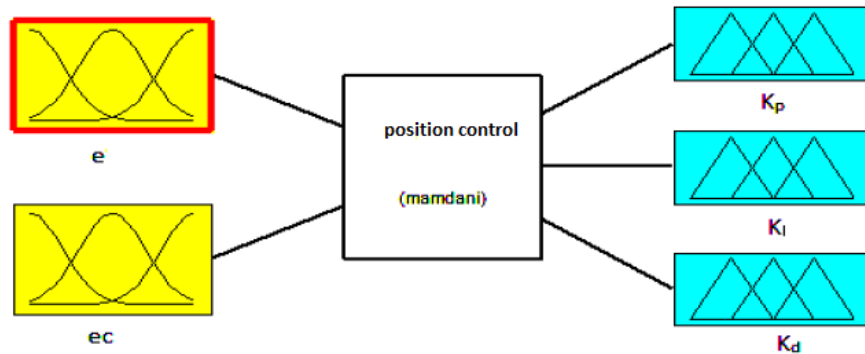 e
ec
position control
(mamdani)
Kp
KI
Kd